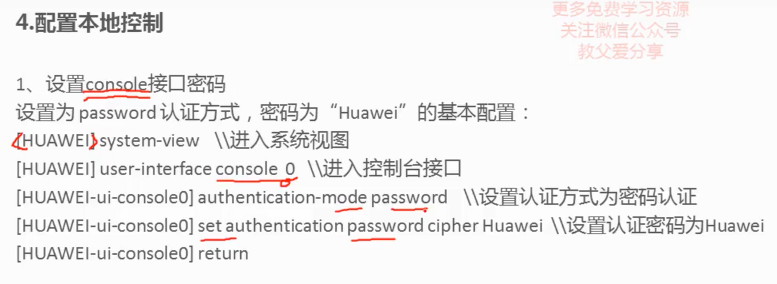 更多免费学习资源
关注微信公众号
教父爱分享
4.配置本地控制
1、设置console接口密码
设置为 password 认证方式，密码为“Huawei”的基本配置：
[HUAWEI] system-view \\进入系统视图
[HUAWEI] user-interface console 0 \\进入控制台接口
[HUAWEI-ui-console0] authentication-mode password \\设置认证方式为密码认证
[HUAWEI-ui-console0] set authentication password cipher Huawei \\设置认证密码为Huawei
[HUAWEI-ui-console0] return